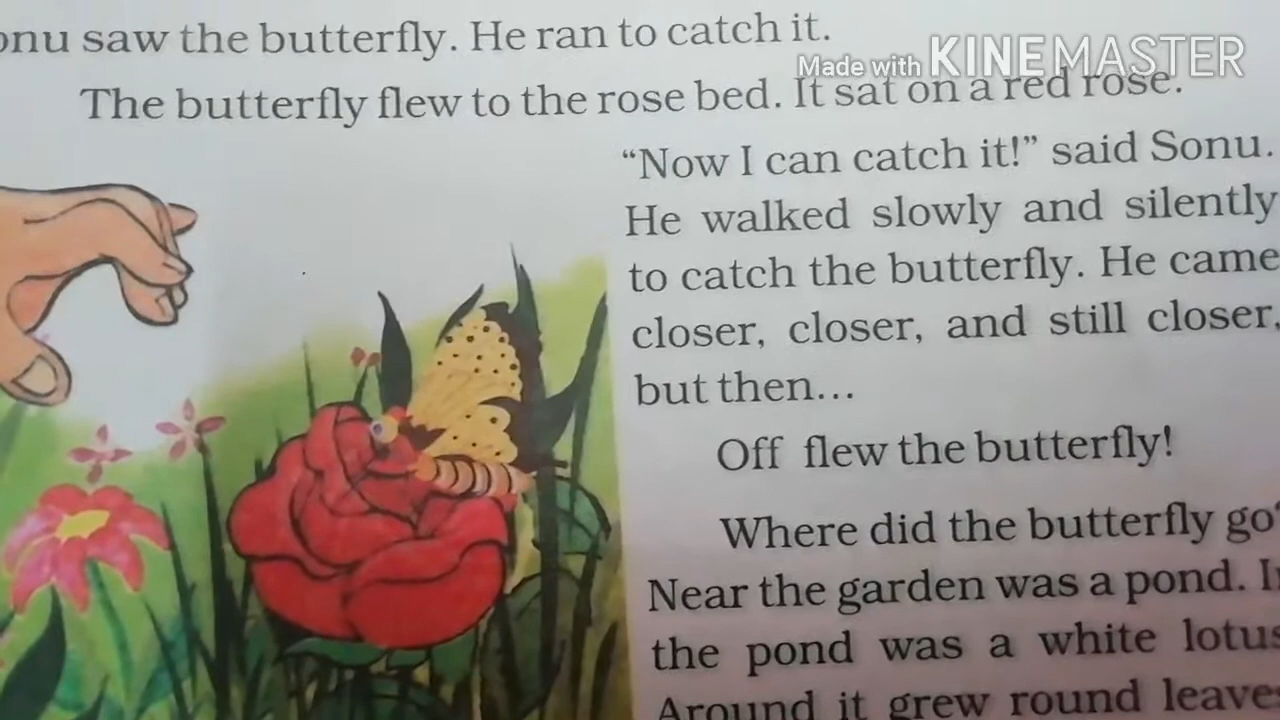 onu saw the butterfly. He ran to catch it.
Made with KINEMASTER
The butterfly flew to the rose bed. It sat on a red rose.
“Now I can catch it!” said Sonu.
He walked slowly and silently
to catch the butterfly. He came
closer, closer, and still closer,
but then...
Off flew the butterfly!
Where did the butterfly go
Near the garden was a pond. I
the pond was a white lotus
Around it grew round leaves